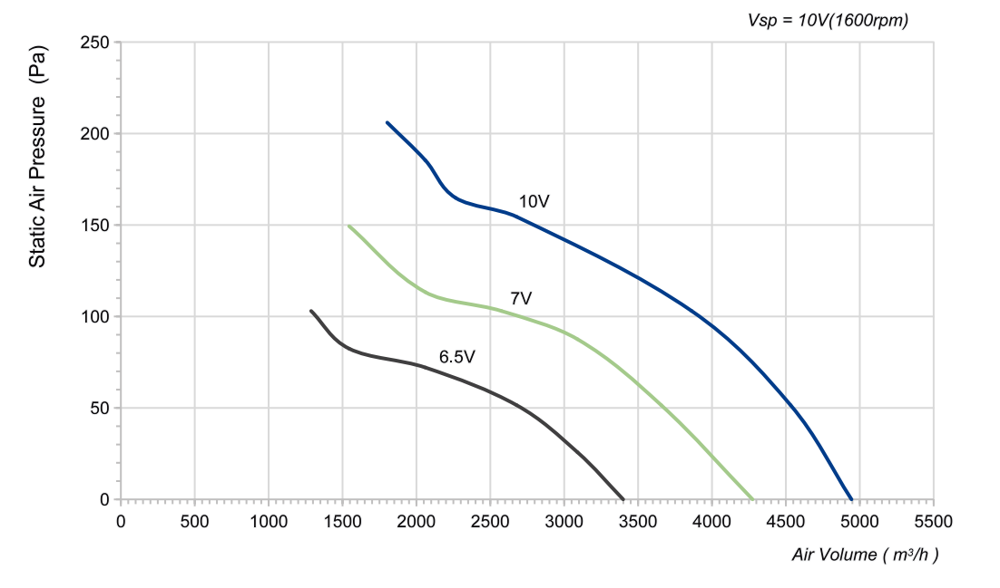 Vsp = 10V(1600rpm)
Static Air Pressure (Pa)
250
200
150
100
50
0
10V
7V
6.5V
0 500 1000 1500 2000 2500 3000 3500 4000 4500 5000 5500
Air Volume ( m³/h )